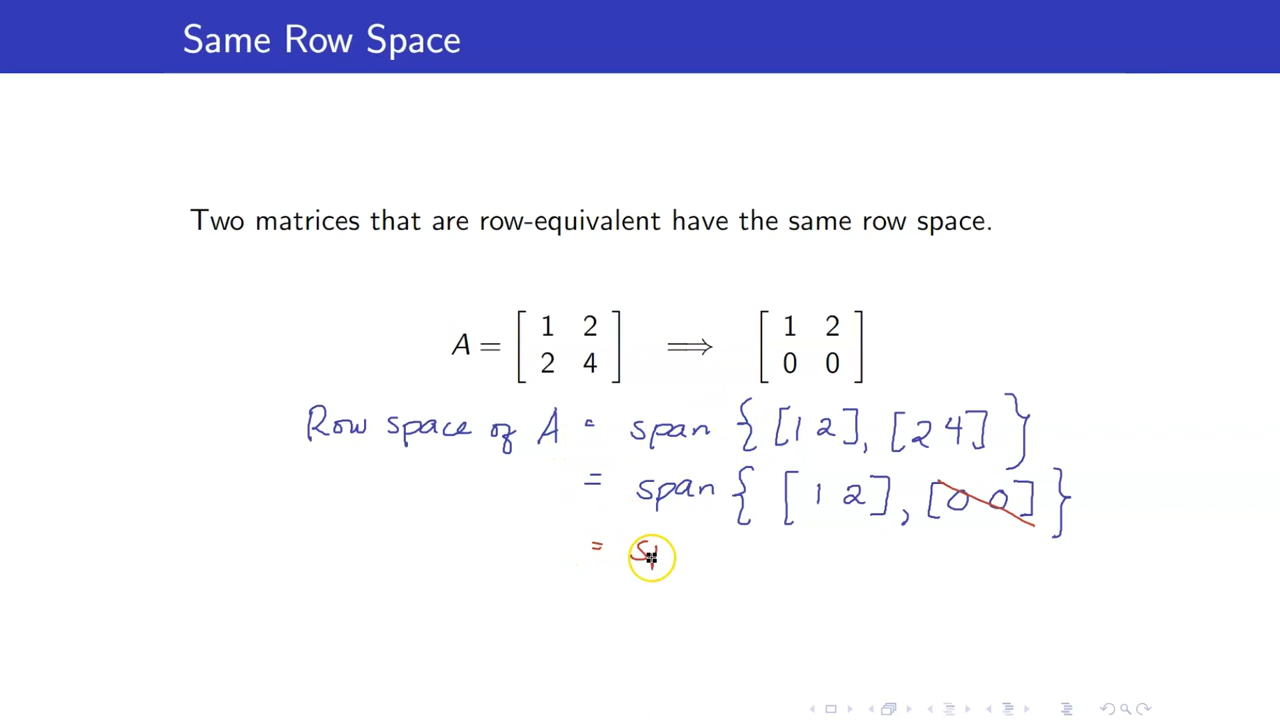 Same Row Space
Two matrices that are row-equivalent have the same row space.
A = [ 1 2 ; 2 4 ] ⟹ [ 1 2 ; 0 0 ]
Row space of A = span { [1 2], [2 4] }
= span { [1 2], [0 0] }
= sp